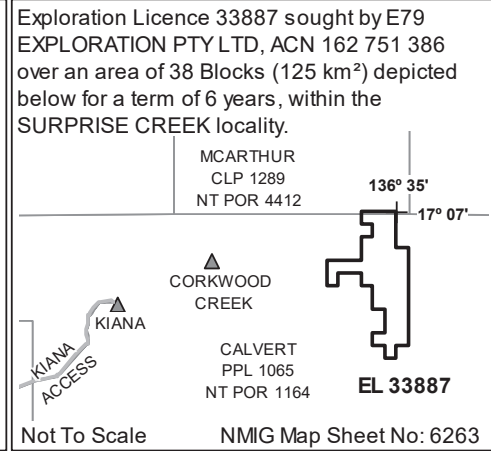 Exploration Licence 33887 sought by E79
EXPLORATION PTY LTD, ACN 162 751 386
over an area of 38 Blocks (125 km²) depicted
below for a term of 6 years, within the
SURPRISE CREEK locality.
MCARTHUR
CLP 1289
NT POR 4412
136º 35'
17º 07'
CORKWOOD
CREEK
KIANA
KIANA
ACCESS
CALVERT
PPL 1065
NT POR 1164
EL 33887
Not To Scale
NMIG Map Sheet No: 6263